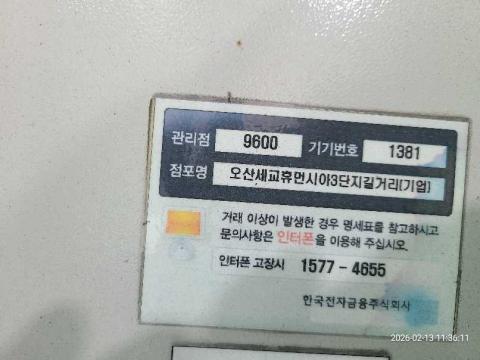 관리점 9600 기기번호 1381
점포명 오산세교휴먼시아3단지길거리[기업]
거래 이상이 발생한 경우 명세표를 참고하시고
문의사항은 인터폰을 이용해 주십시오.
인터폰 고장시 1577-4655
한국전자금융주식회사
2026-02-13 11:36:11